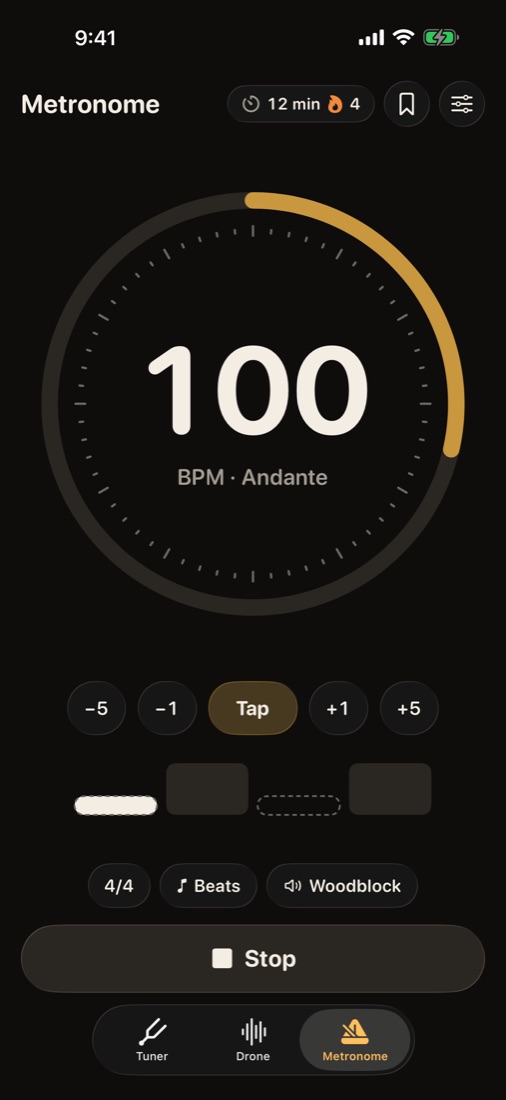 9:41
Metronome
12 min 4
100
BPM · Andante
−5 −1 Tap +1 +5
4/4 Beats Woodblock
Stop
Tuner Drone Metronome